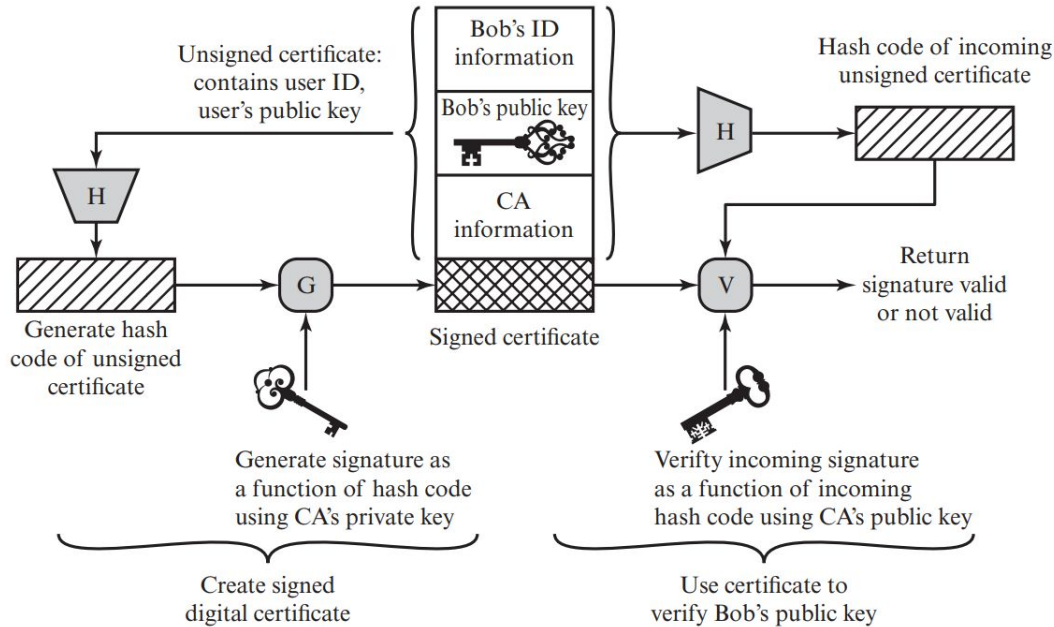 Unsigned certificate:
contains user ID,
user's public key
Bob's ID
information
Bob's public key
CA
information
Signed certificate
H
Generate hash
code of unsigned
certificate
G
Generate signature as
a function of hash code
using CA's private key
Create signed
digital certificate
H
Hash code of incoming
unsigned certificate
V
Return
signature valid
or not valid
Verifty incoming signature
as a function of incoming
hash code using CA's public key
Use certificate to
verify Bob's public key